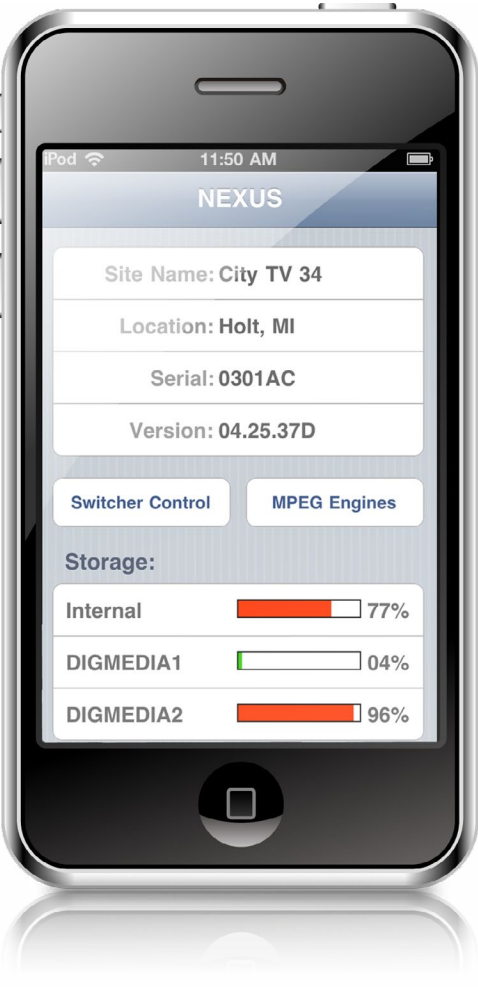 iPod 11:50 AM
NEXUS
Site Name: City TV 34
Location: Holt, MI
Serial: 0301AC
Version: 04.25.37D
Switcher Control MPEG Engines
Storage:
Internal 77%
DIGMEDIA1 04%
DIGMEDIA2 96%